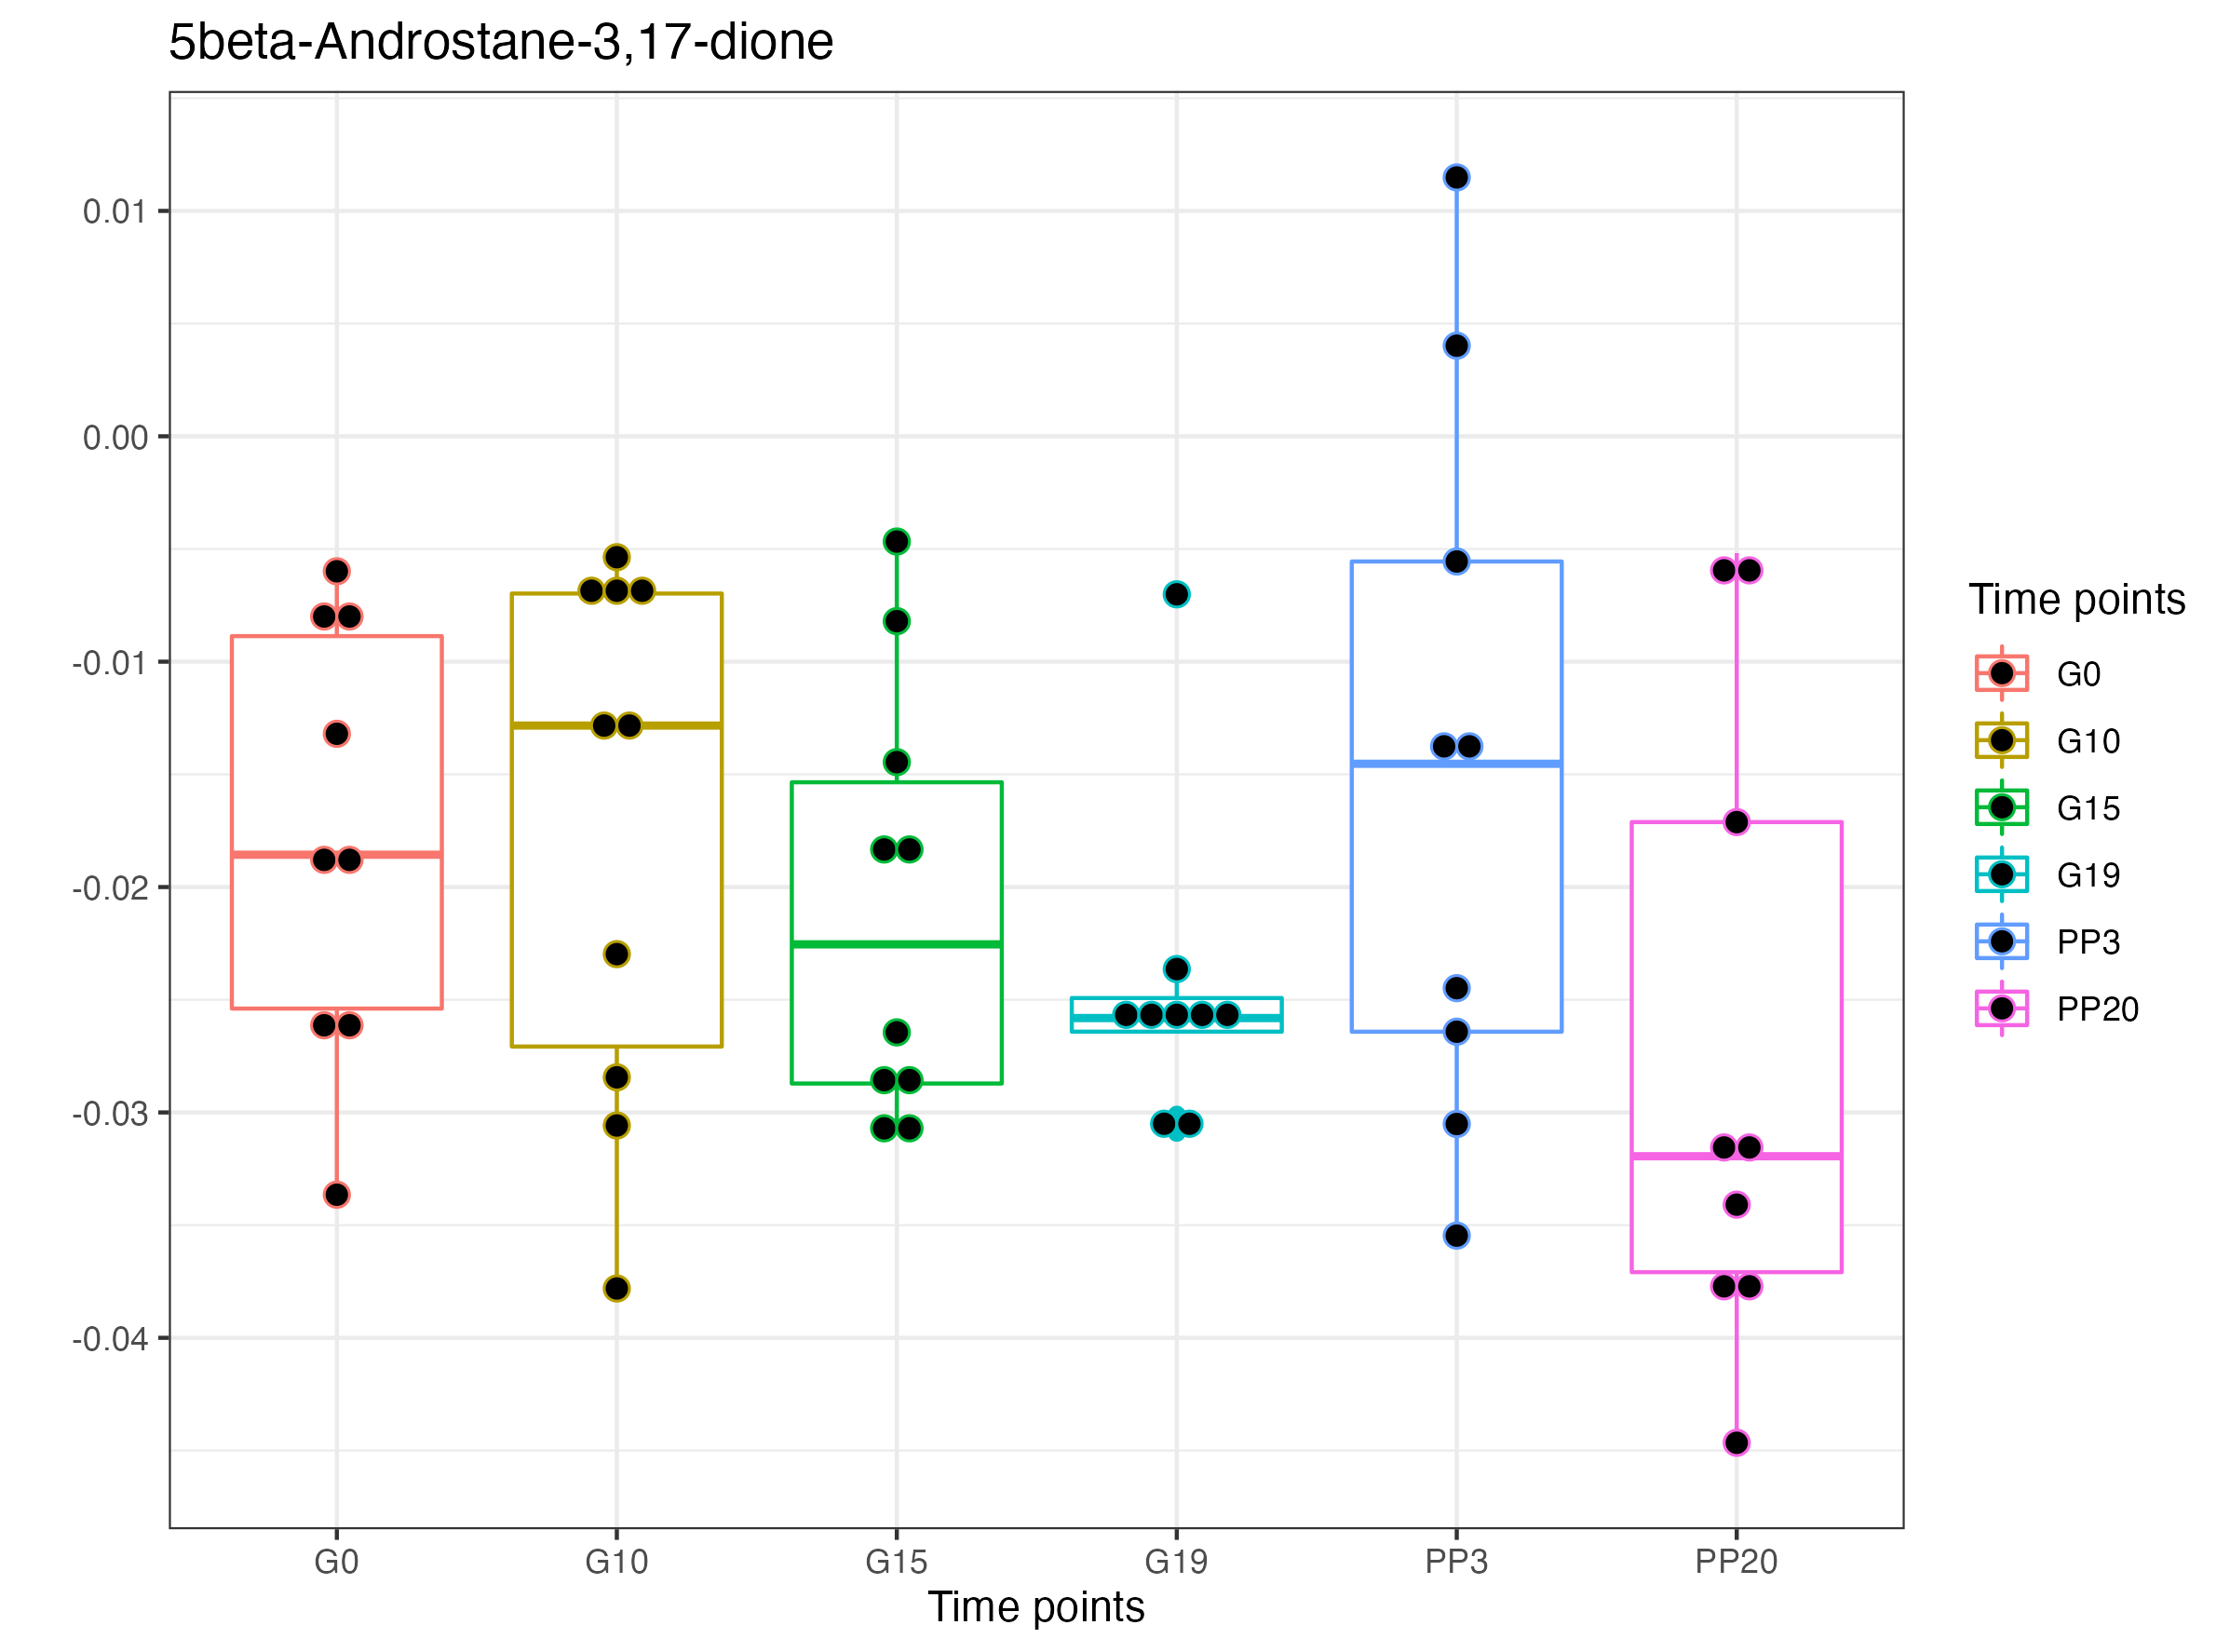 5beta-Androstane-3,17-dione
0.01
0.00
-0.01
-0.02
-0.03
-0.04
G0 G10 G15 G19 PP3 PP20
Time points
Time points
G0
G10
G15
G19
PP3
PP20